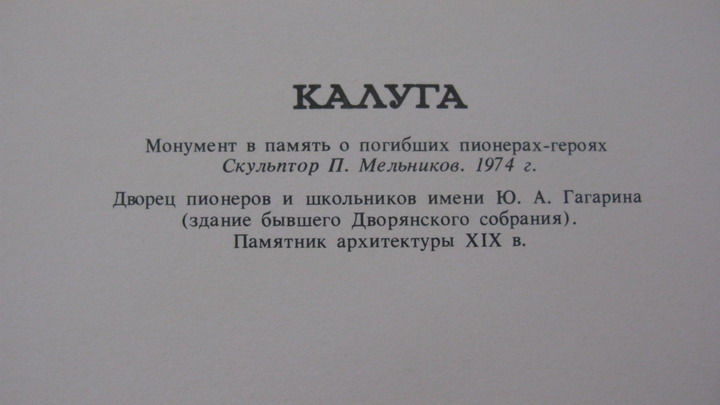 КАЛУГА
Монумент в память о погибших пионерах-героях
Скульптор П. Мельников. 1974 г.
Дворец пионеров и школьников имени Ю. А. Гагарина
(здание бывшего Дворянского собрания).
Памятник архитектуры XIX в.